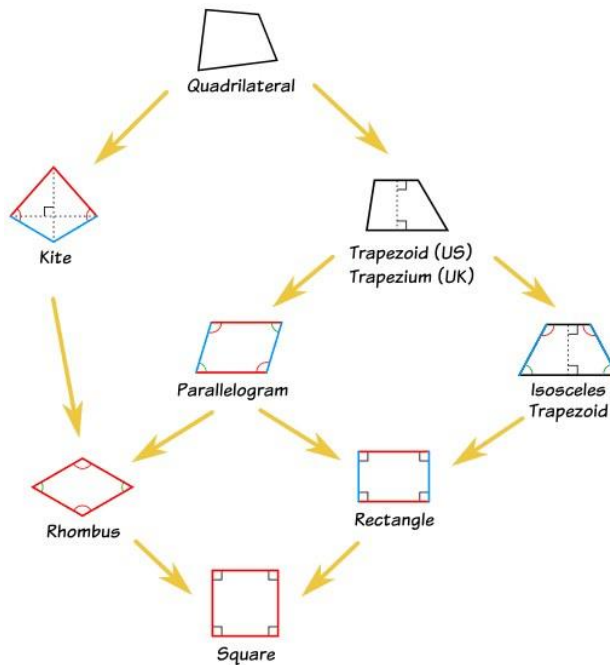 Quadrilateral
Kite
Trapezoid (US)
Trapezium (UK)
Parallelogram
Isosceles
Trapezoid
Rhombus
Rectangle
Square